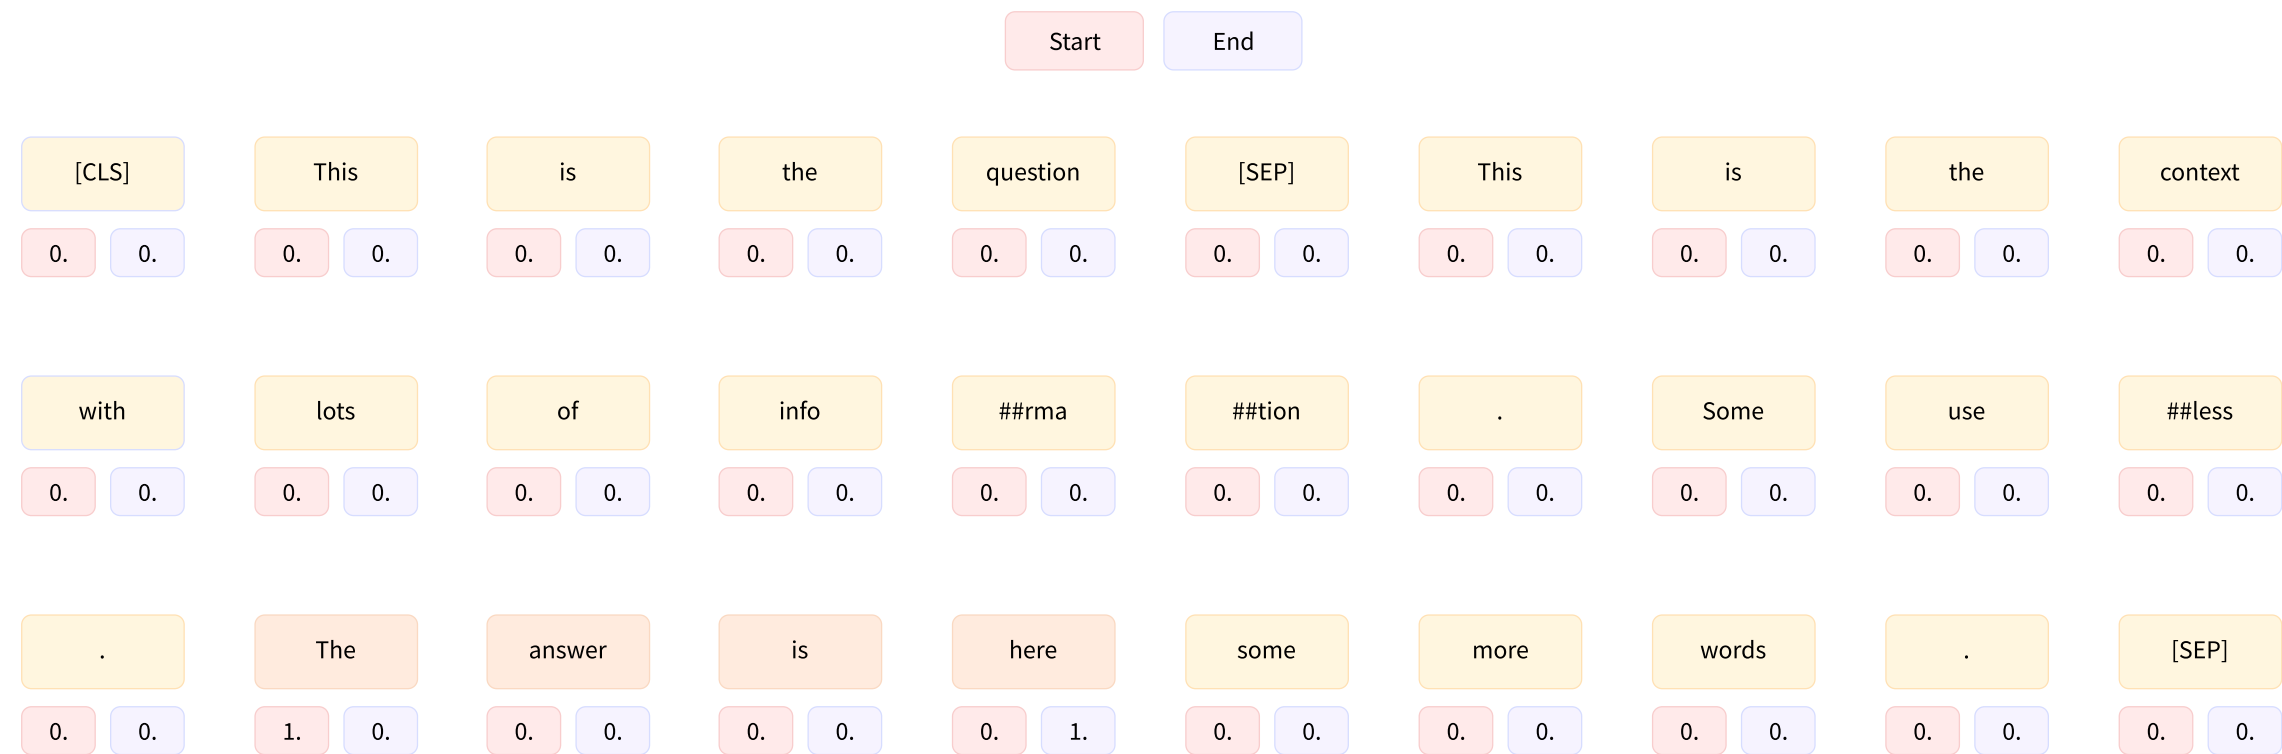 Start End
[CLS] This is the question [SEP] This is the context
0. 0. 0. 0. 0. 0. 0. 0. 0. 0. 0. 0. 0. 0. 0. 0. 0. 0. 0. 0.
with lots of info ##rma ##tion . Some use ##less
0. 0. 0. 0. 0. 0. 0. 0. 0. 0. 0. 0. 0. 0. 0. 0. 0. 0. 0. 0.
. The answer is here some more words . [SEP]
0. 0. 1. 0. 0. 0. 0. 0. 0. 1. 0. 0. 0. 0. 0. 0. 0. 0. 0. 0.